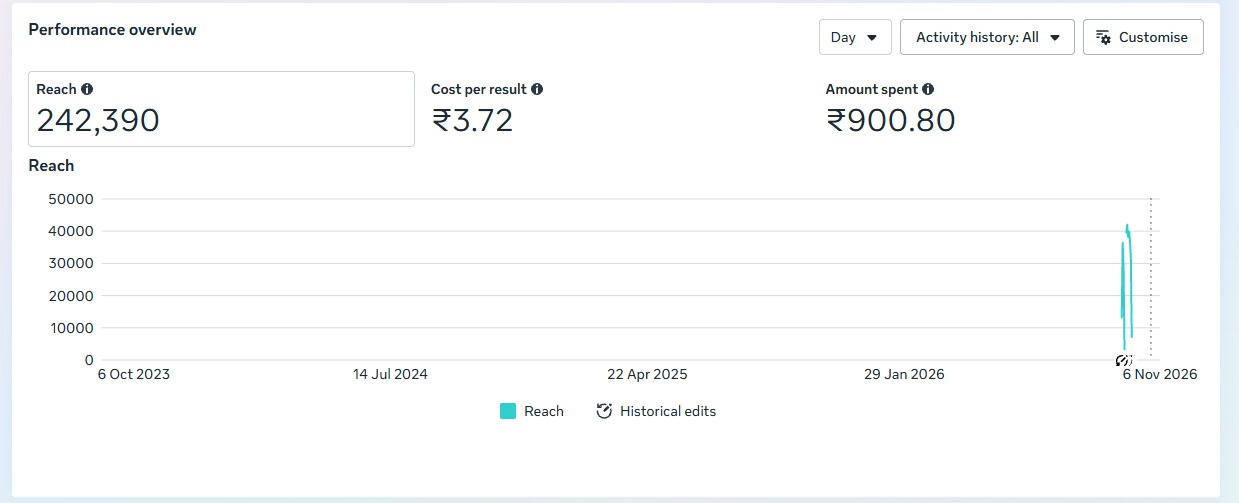 Performance overview
Day
Activity history: All
Customise
Reach
Cost per result
Amount spent
242,390
₹3.72
₹900.80
Reach
50000
40000
30000
20000
10000
0
6 Oct 2023
14 Jul 2024
22 Apr 2025
29 Jan 2026
6 Nov 2026
Reach
Historical edits